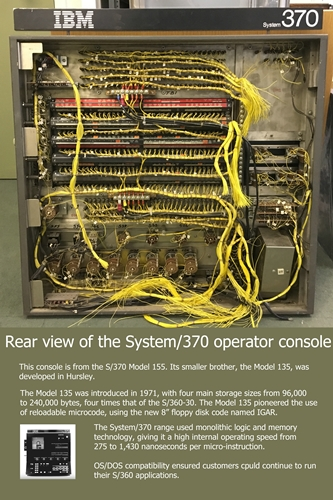 IBM
System 370
Rear view of the System/370 operator console
This console is from the S/370 Model 155. Its smaller brother, the Model 135, was
developed in Hursley.
The Model 135 was introduced in 1971, with four main storage sizes from 96,000
to 240,000 bytes, four times that of the S/360-30. The Model 135 pioneered the use
of reloadable microcode, using the new 8" floppy disk code named IGAR.
The System/370 range used monolithic logic and memory
technology, giving it a high internal operating speed from
275 to 1,430 nanoseconds per micro-instruction.
OS/DOS compatibility ensured customers cpuld continue to run
their S/360 applications.